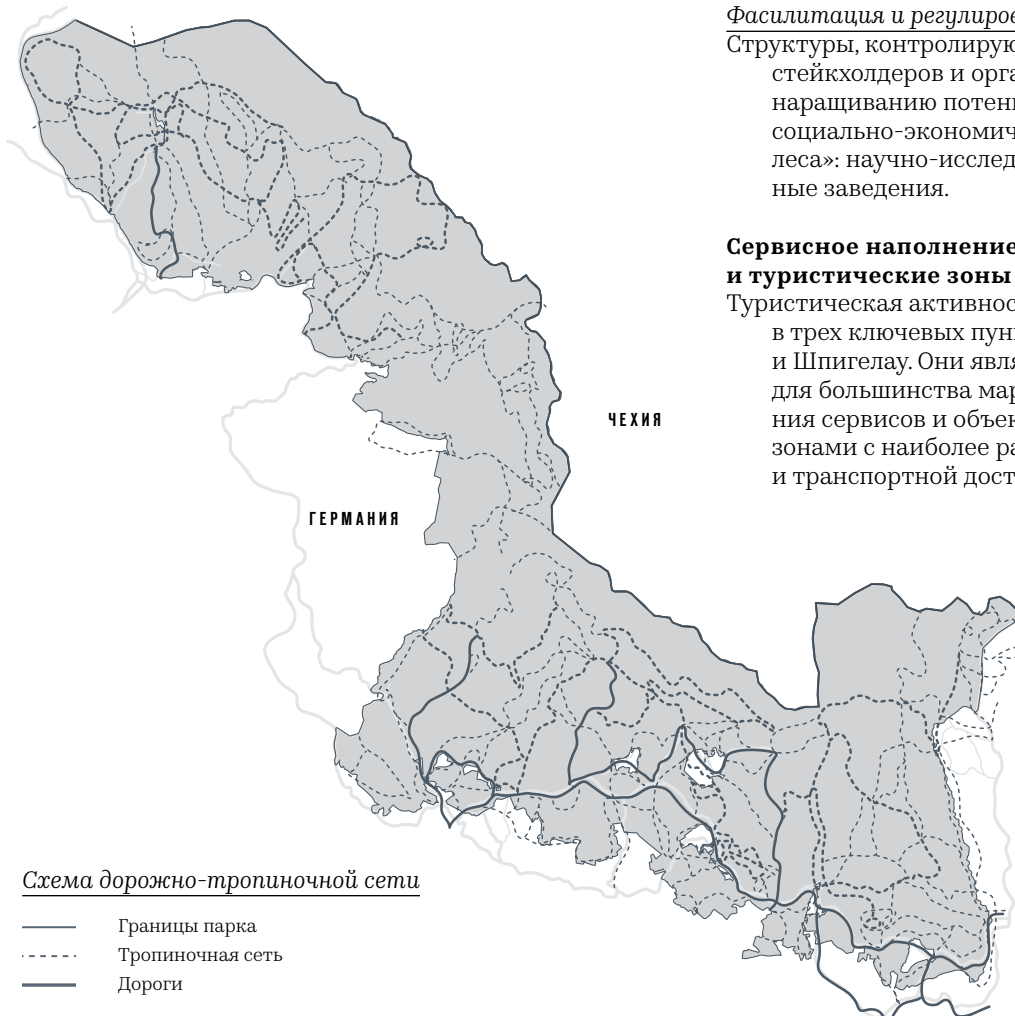 Фасилитация и регулиров
Структуры, контролирую
стейкхолдеров и орга
наращиванию потен
социально-экономич
леса»: научно-исслед
ные заведения.
Сервисное наполнение
и туристические зоны
Туристическая активнос
в трех ключевых пун
и Шпигелау. Они явля
для большинства мар
ния сервисов и объек
зонами с наиболее ра
и транспортной дост
ЧЕХИЯ
ГЕРМАНИЯ
Схема дорожно-тропиночной сети
Границы парка
Тропиночная сеть
Дороги